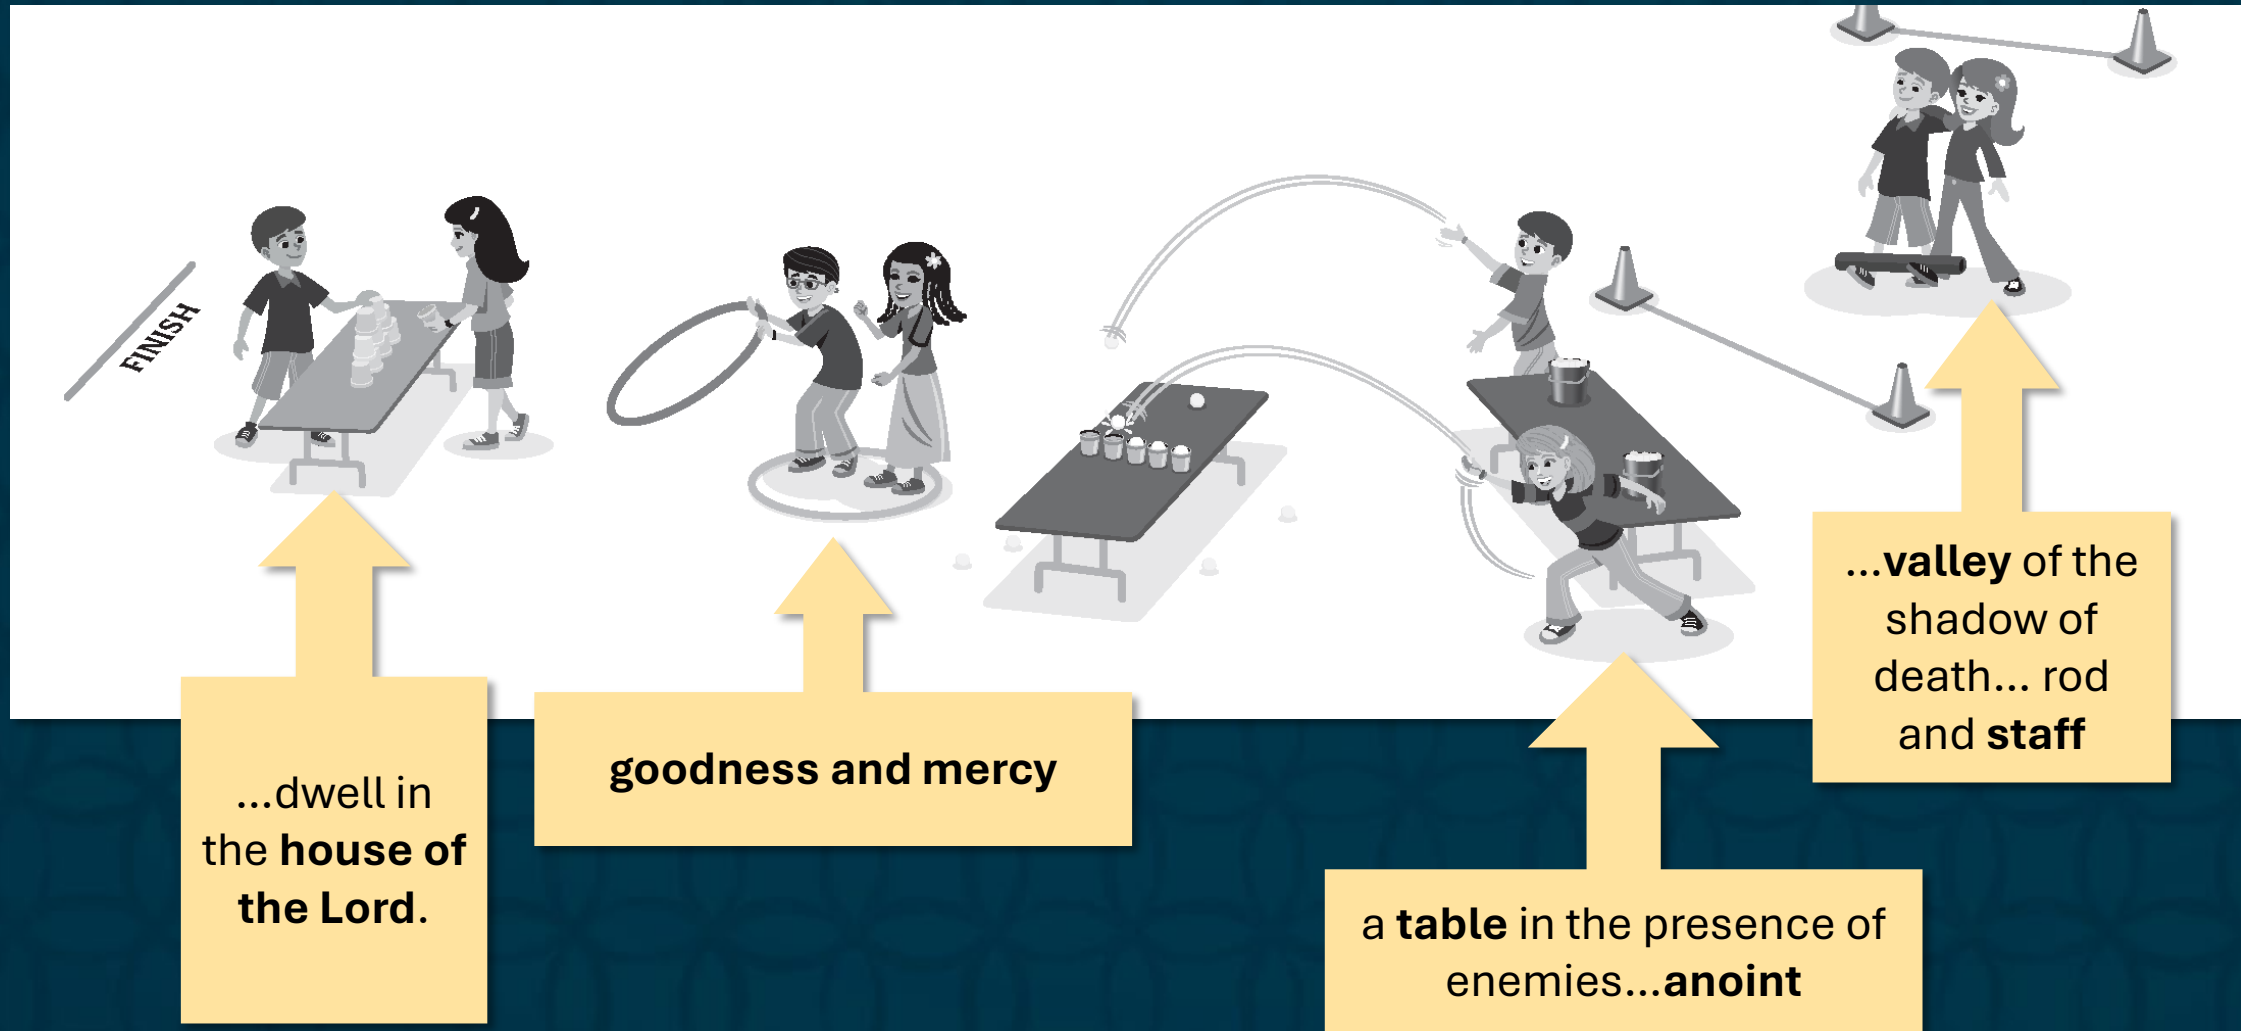 FINISH
...dwell in
the house of
the Lord.
goodness and mercy
a table in the presence of
enemies...anoint
...valley of the
shadow of
death... rod
and staff